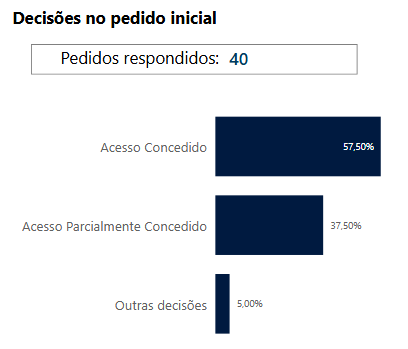 Decisões no pedido inicial
Pedidos respondidos: 40
Acesso Concedido 57,50%
Acesso Parcialmente Concedido 37,50%
Outras decisões 5,00%